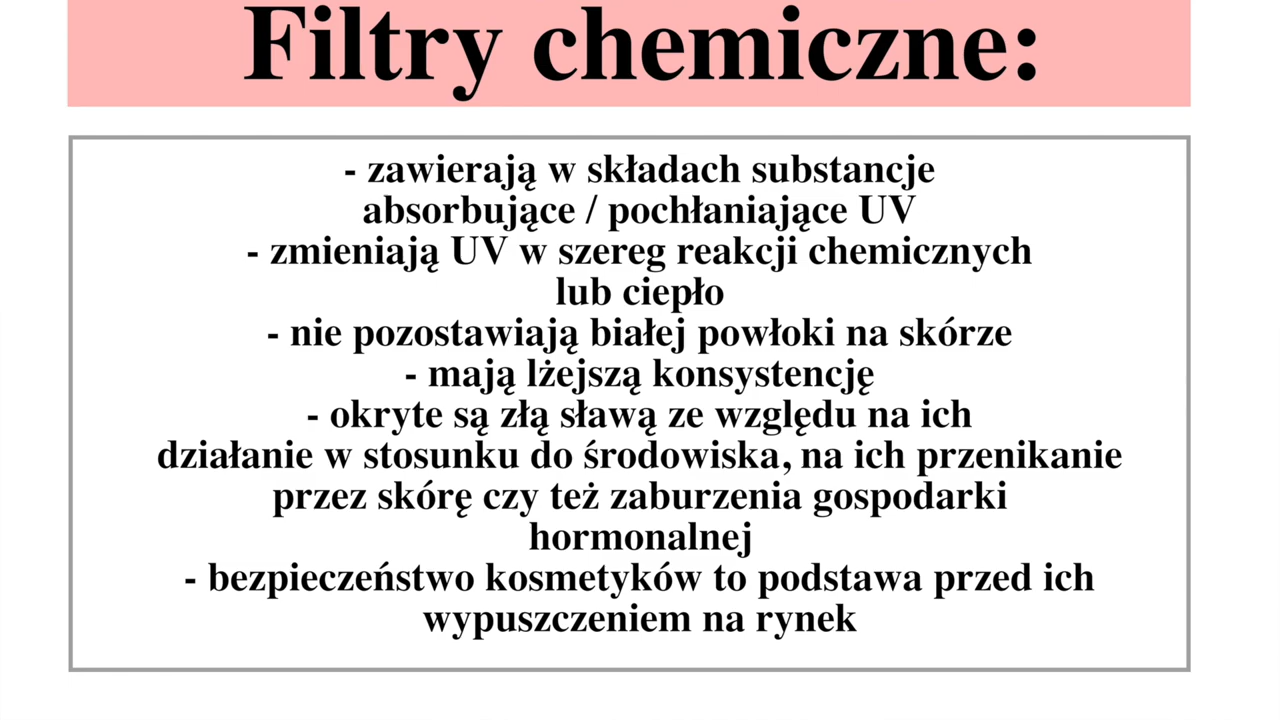 Filtry chemiczne:
- zawierają w składach substancje
absorbujące / pochłaniające UV
- zmieniają UV w szereg reakcji chemicznych
lub ciepło
- nie pozostawiają białej powłoki na skórze
- mają lżejszą konsystencję
- okryte są złą sławą ze względu na ich
działanie w stosunku do środowiska, na ich przenikanie
przez skórę czy też zaburzenia gospodarki
hormonalnej
- bezpieczeństwo kosmetyków to podstawa przed ich
wypuszczeniem na rynek